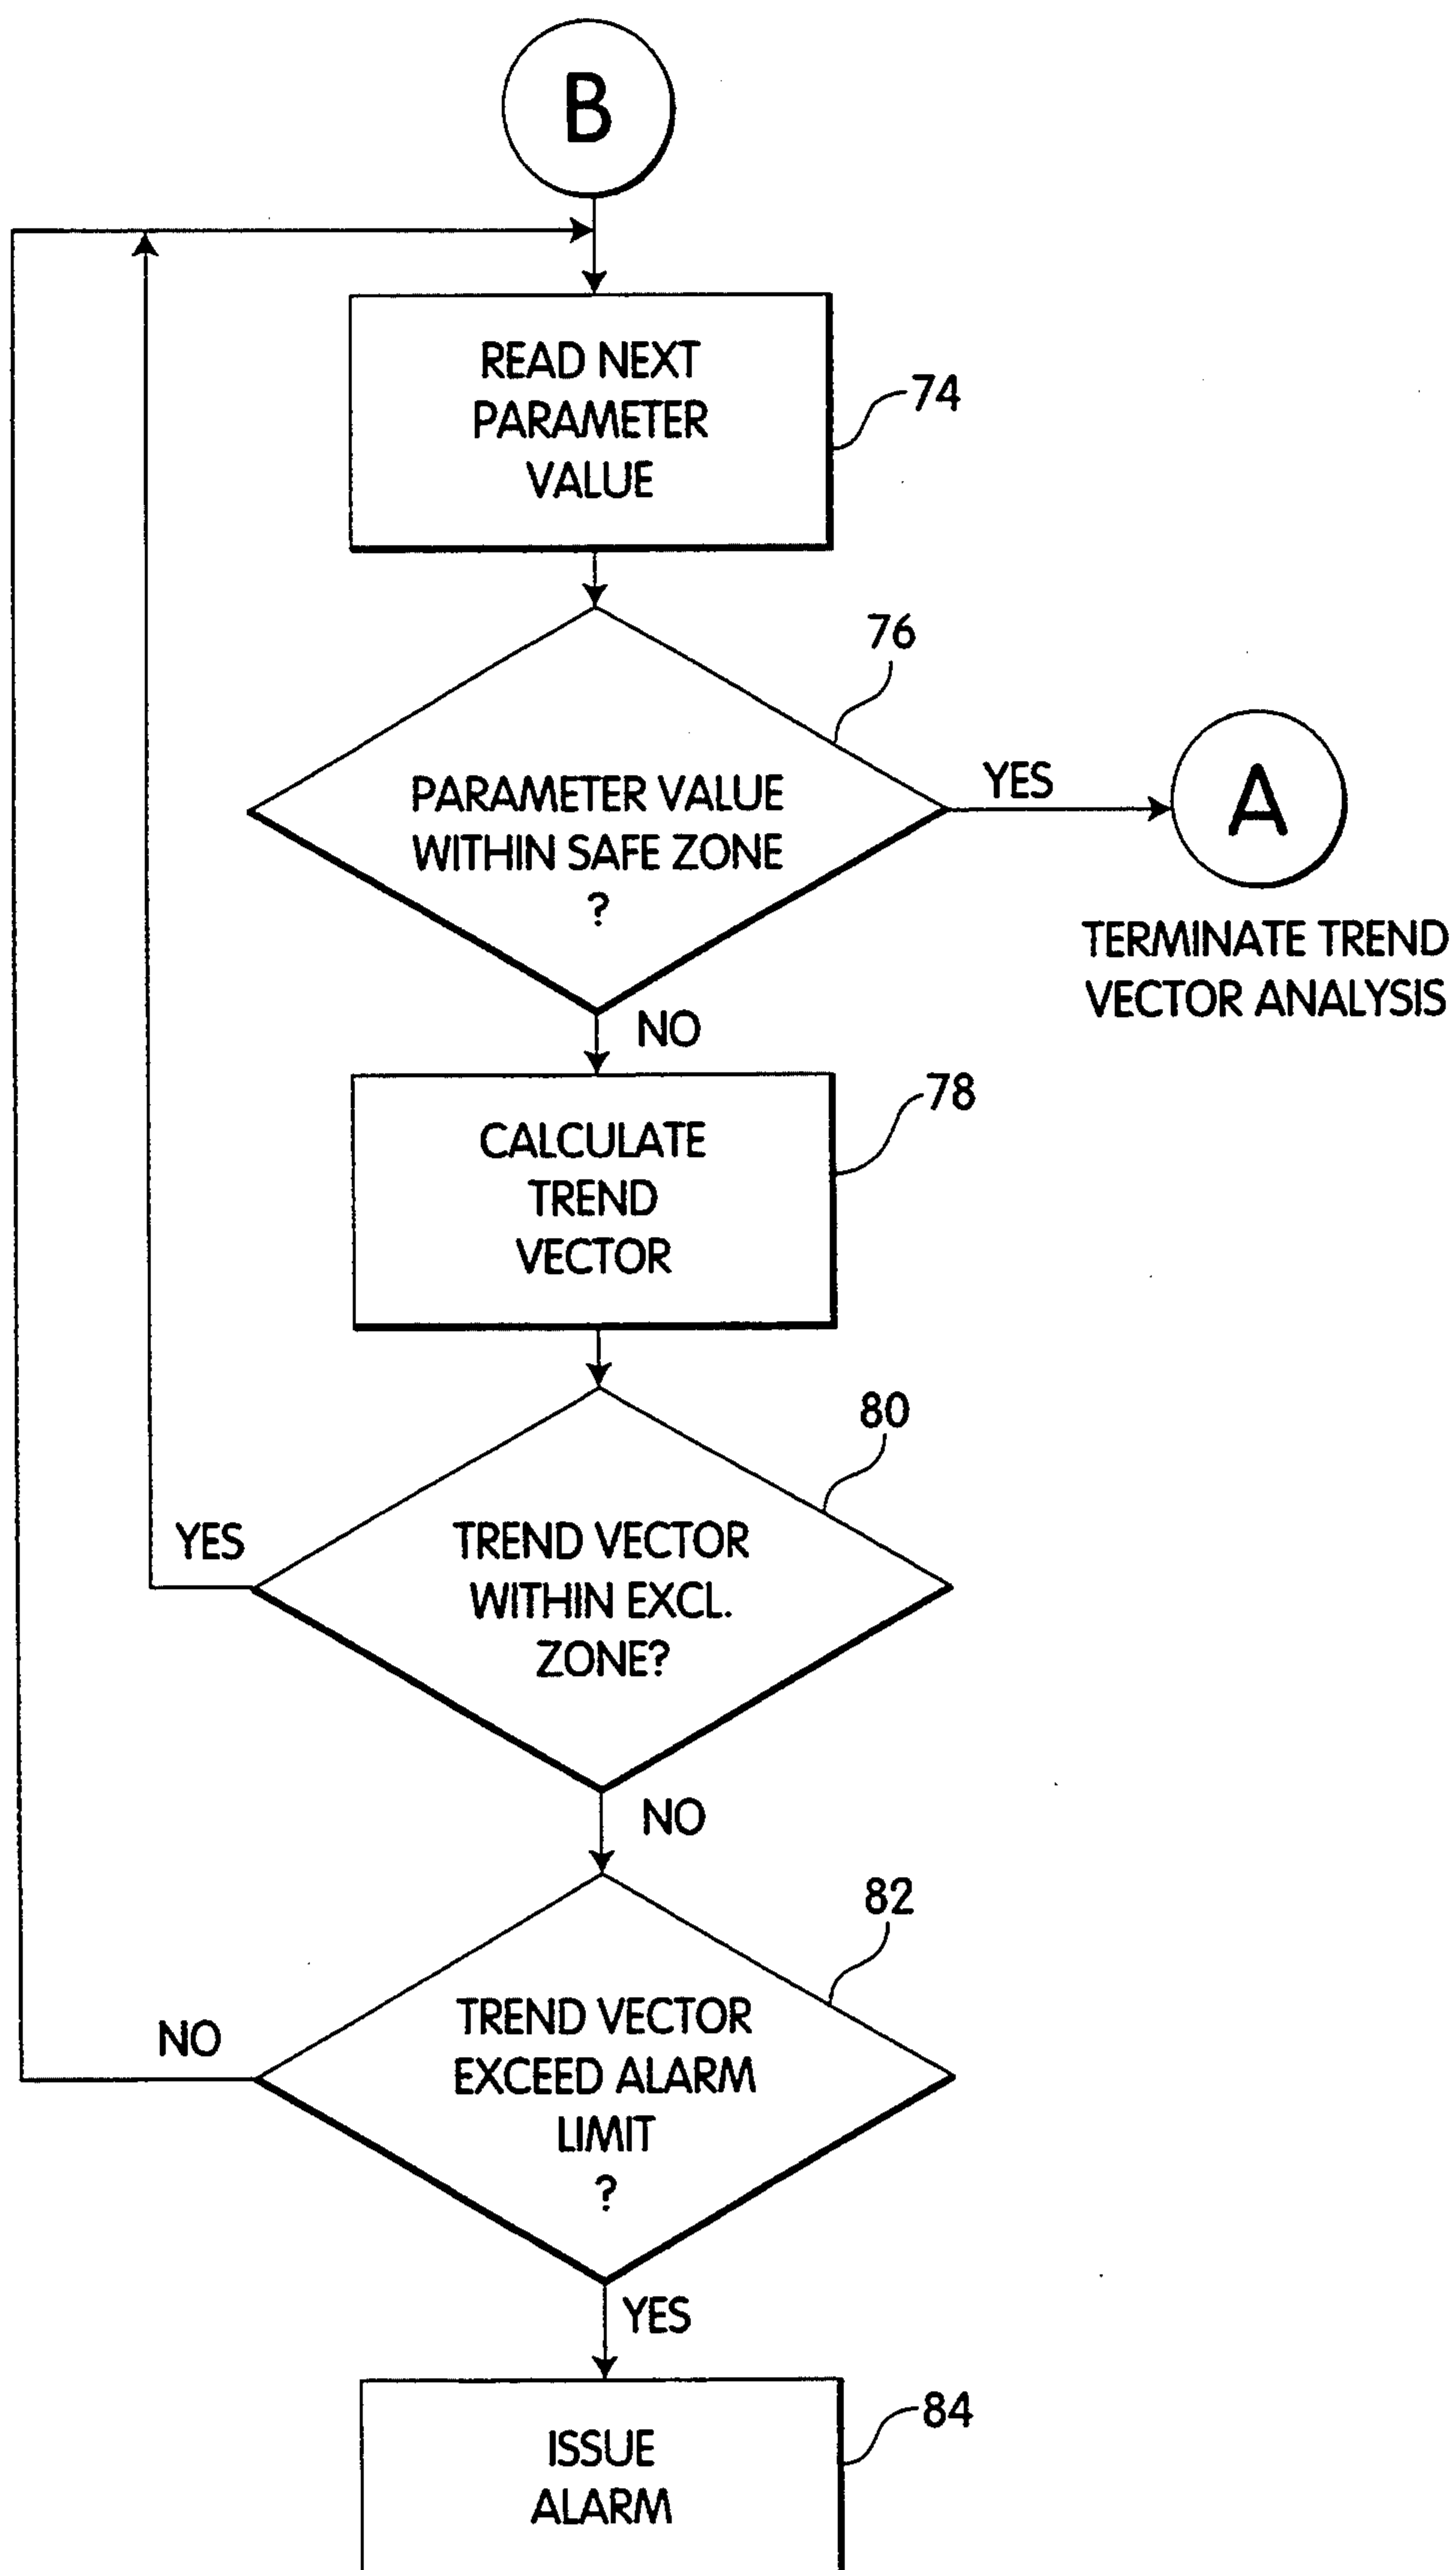 B
READ NEXT
PARAMETER
VALUE
74
76
PARAMETER VALUE
WITHIN SAFE ZONE
?
YES
A
TERMINATE TREND
VECTOR ANALYSIS
NO
78
CALCULATE
TREND
VECTOR
80
YES
TREND VECTOR
WITHIN EXCL.
ZONE?
NO
82
NO
TREND VECTOR
EXCEED ALARM
LIMIT
?
YES
84
ISSUE
ALARM